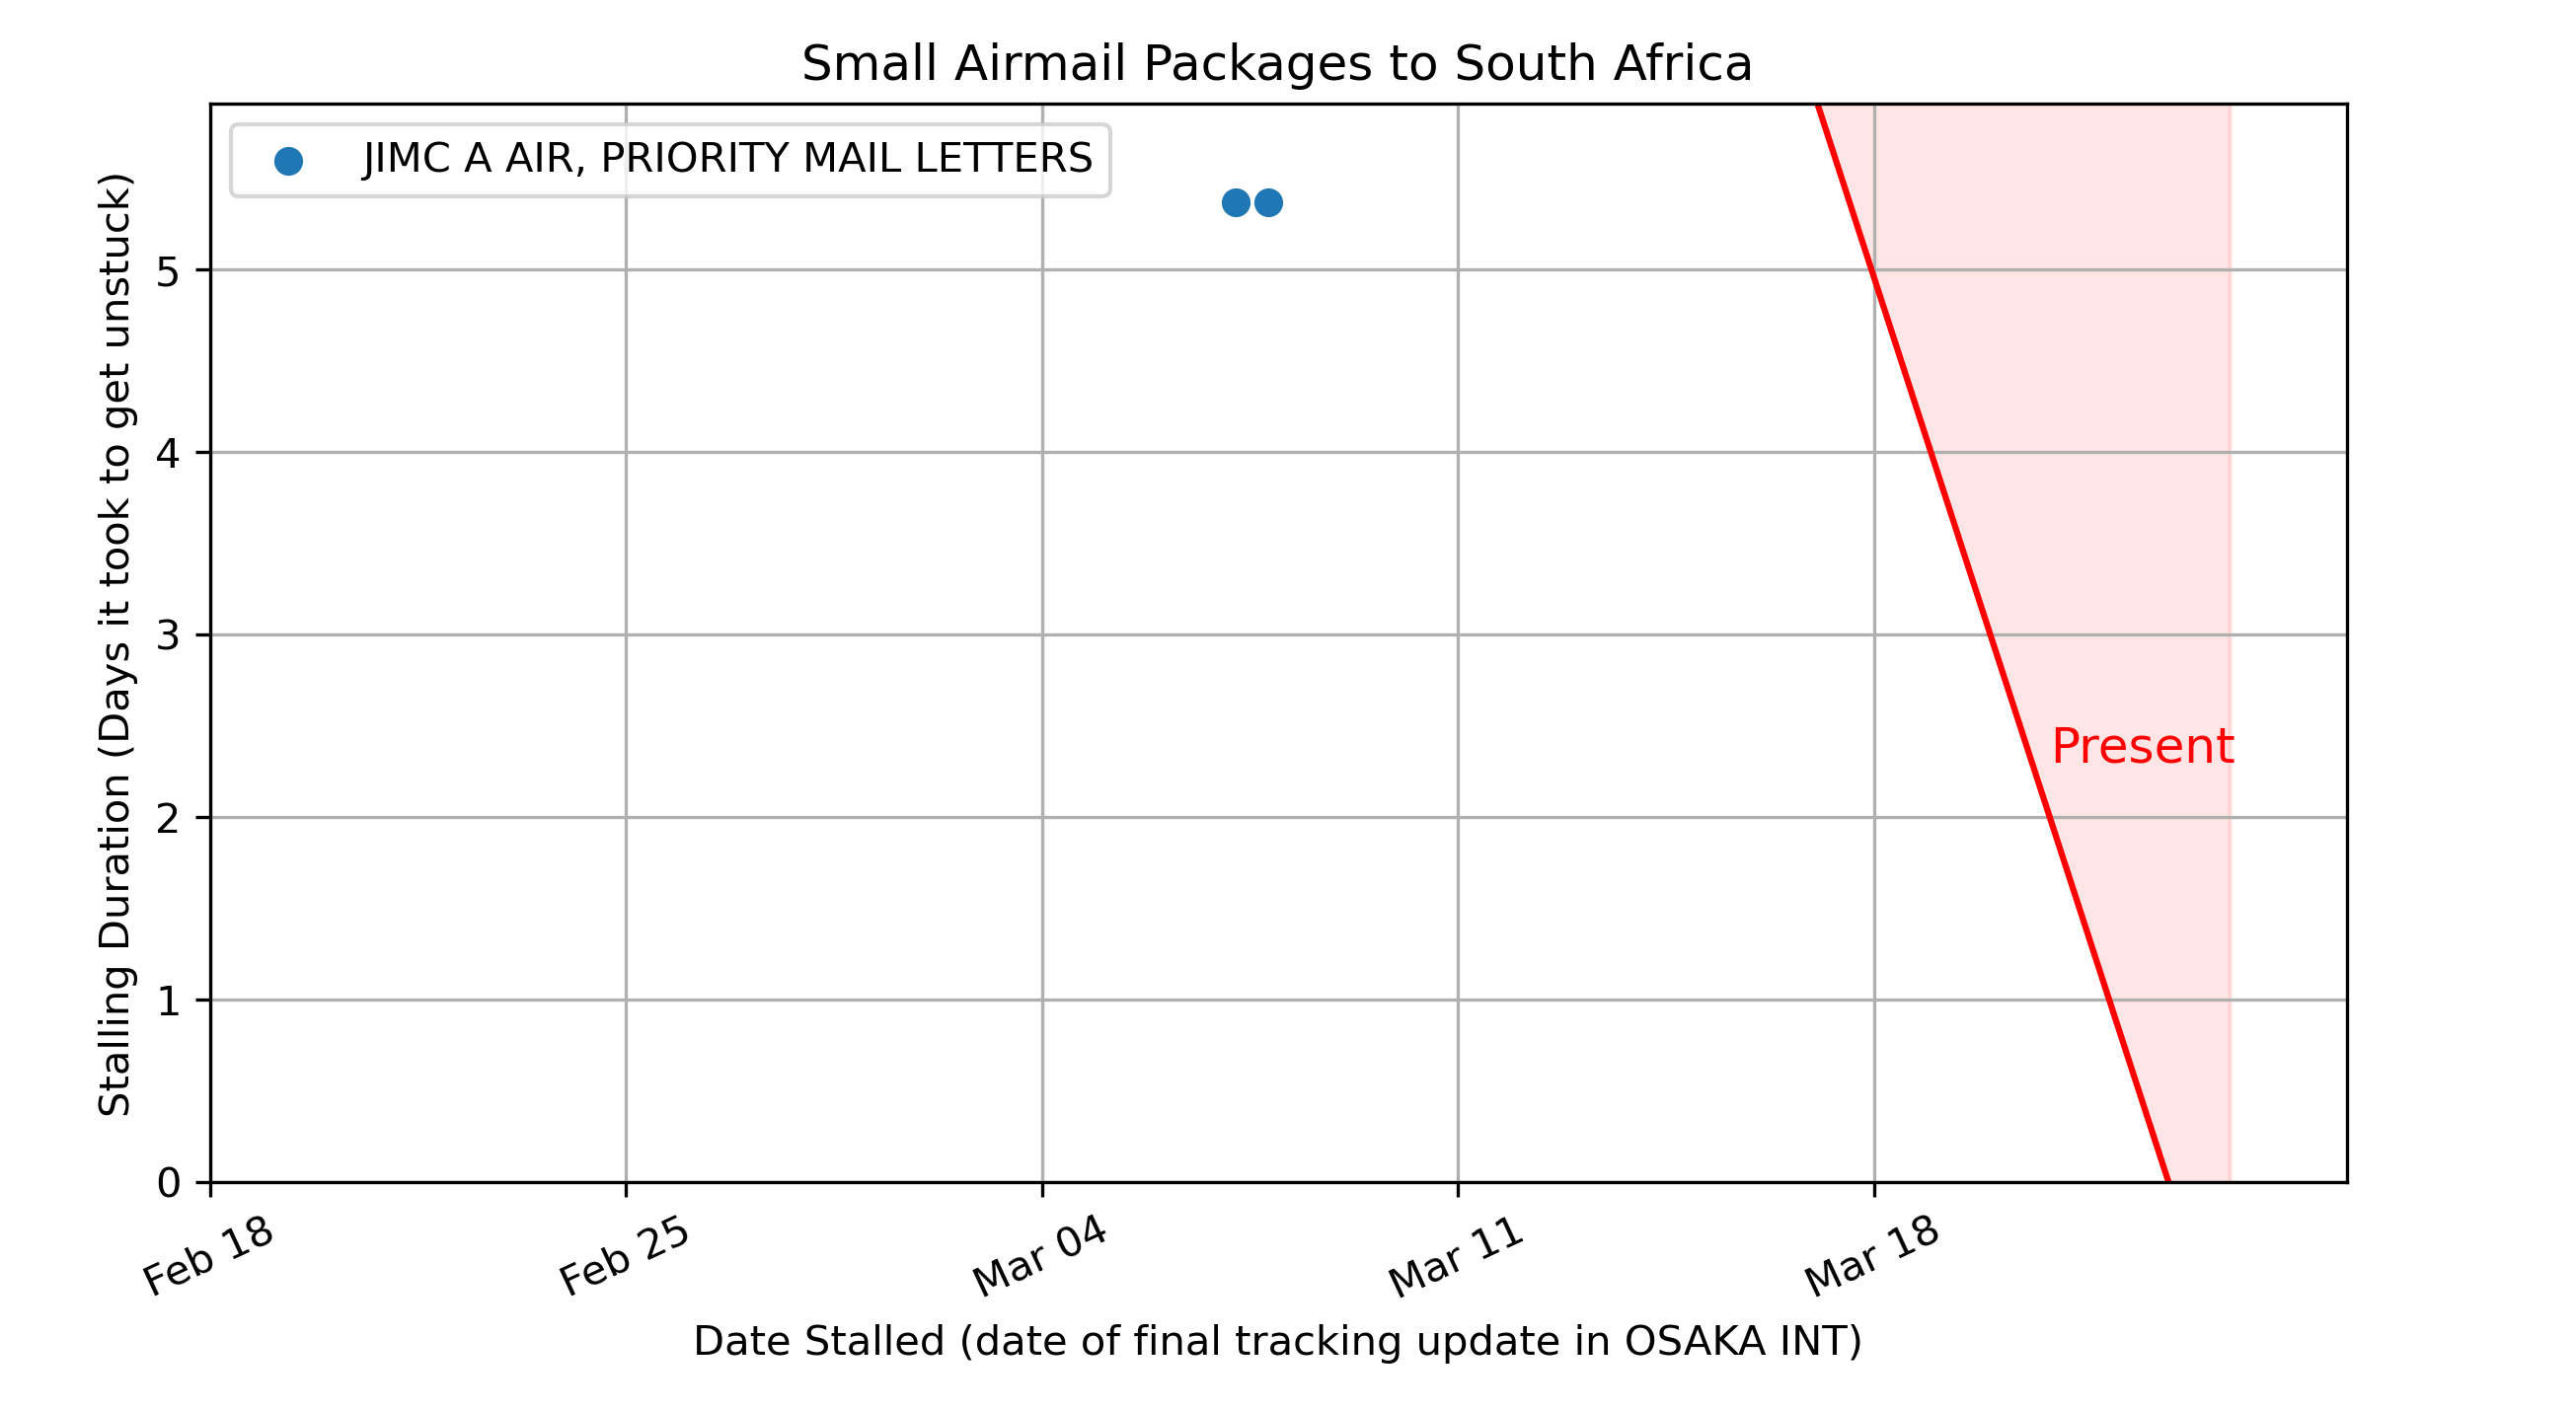 Small Airmail Packages to South Africa
JIMC A AIR, PRIORITY MAIL LETTERS
Stalling Duration (Days it took to get unstuck)
5
4
3
2
1
0
Present
Feb 18
Feb 25
Mar 04
Mar 11
Mar 18
Date Stalled (date of final tracking update in OSAKA INT)